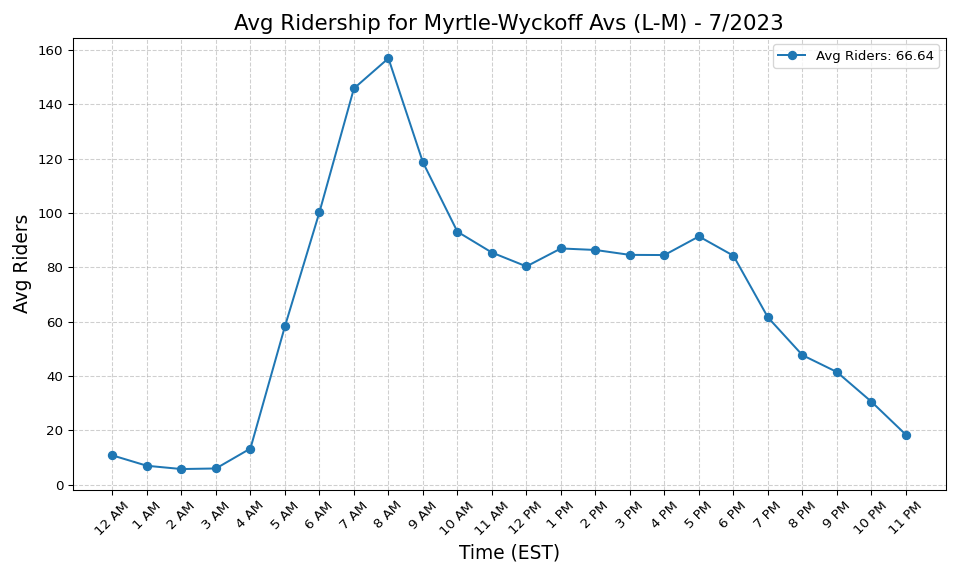 Avg Ridership for Myrtle-Wyckoff Avs (L-M) - 7/2023
Avg Riders: 66.64
Avg Riders
160
140
120
100
80
60
40
20
0
12 AM 1 AM 2 AM 3 AM 4 AM 5 AM 6 AM 7 AM 8 AM 9 AM 10 AM 11 AM 12 PM 1 PM 2 PM 3 PM 4 PM 5 PM 6 PM 7 PM 8 PM 9 PM 10 PM 11 PM
Time (EST)